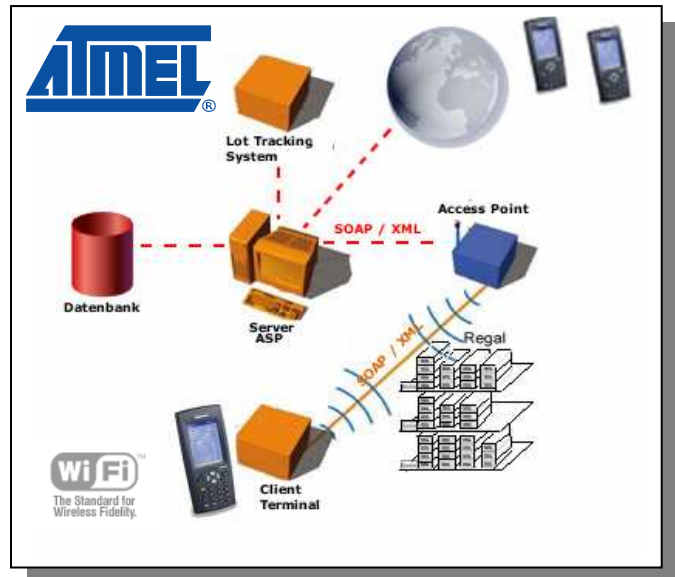 ATMEL®
Lot Tracking
System
Access Point
SOAP / XML
Datenbank
Server
ASP
SOAP / XML
Regal
Wi Fi™
The Standard for
Wireless Fidelity.
Client
Terminal